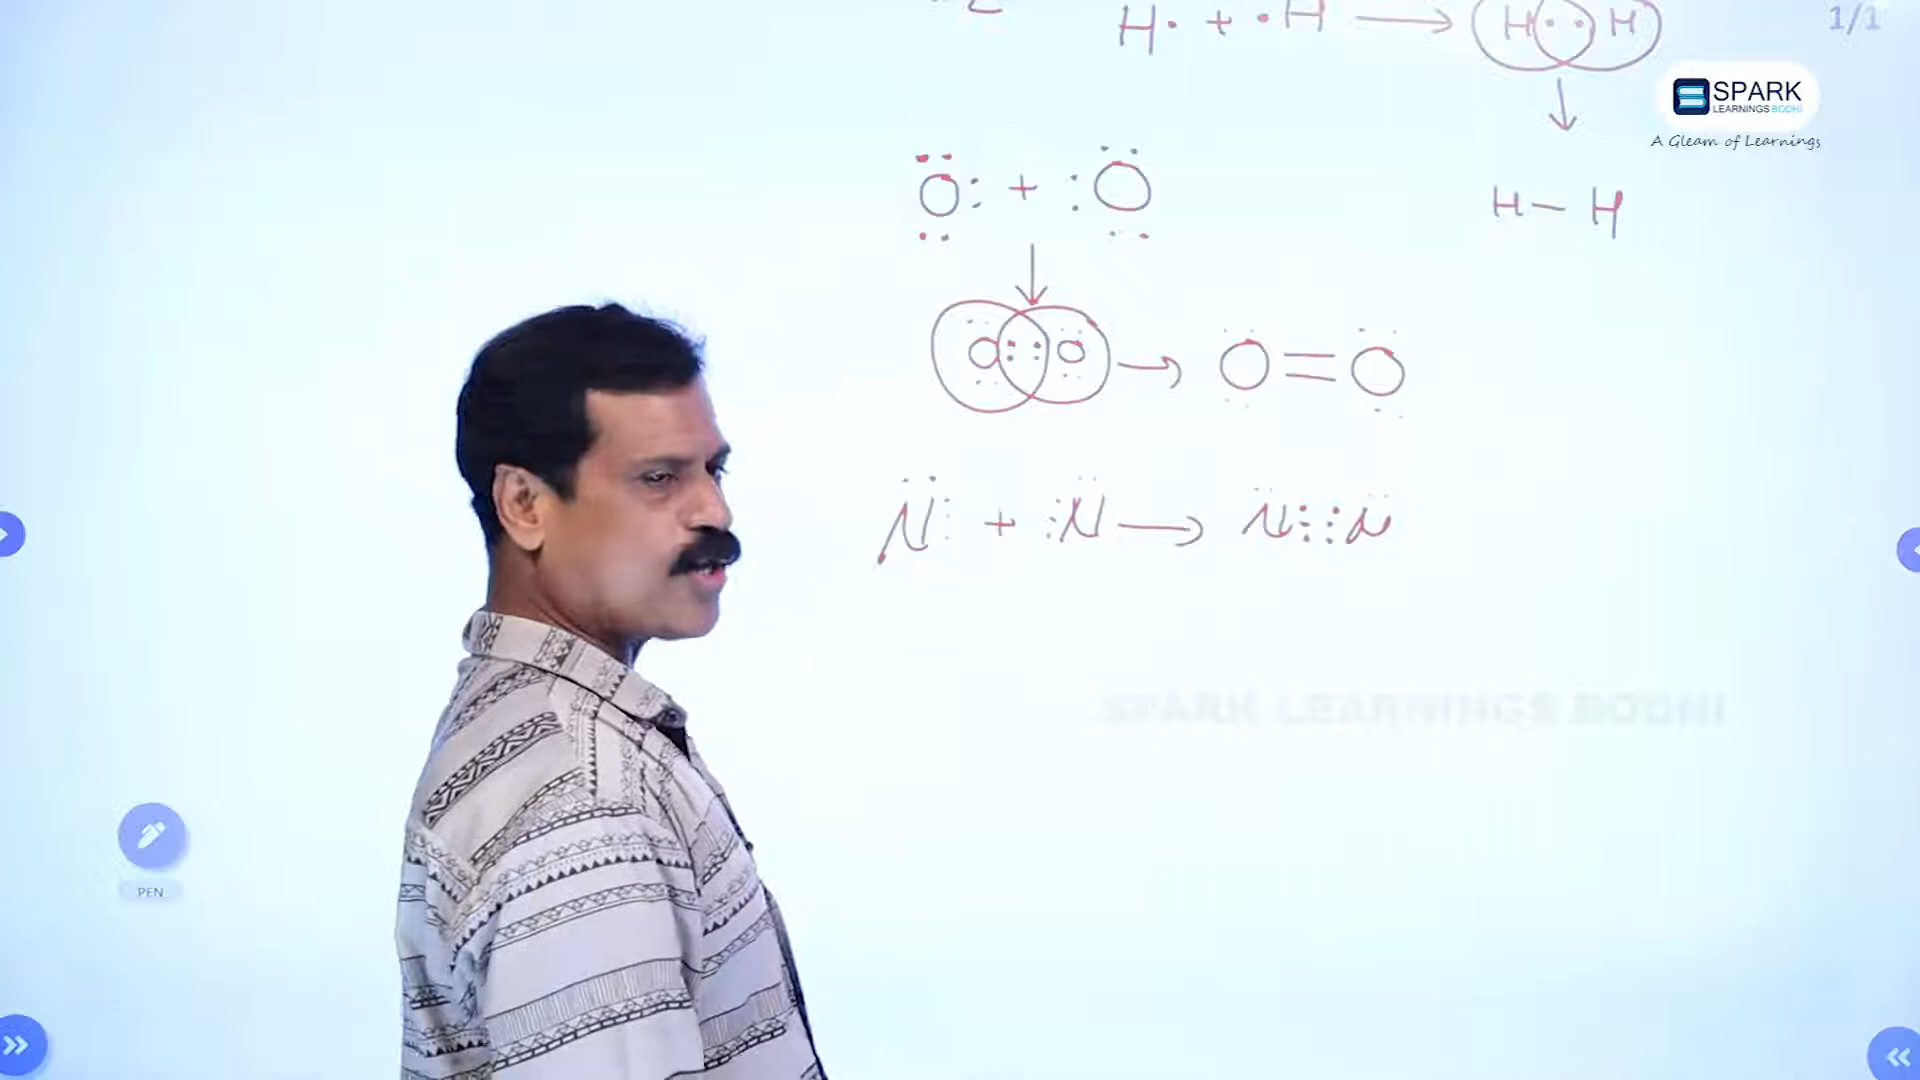 H· + ·H → H : H
1/1
SPARK
LEARNINGS BODHI
A Gleam of Learnings
O: + :O
H — H
O::O → O = O
N: + :N → N::N
SPARK LEARNINGS BODHI
PEN